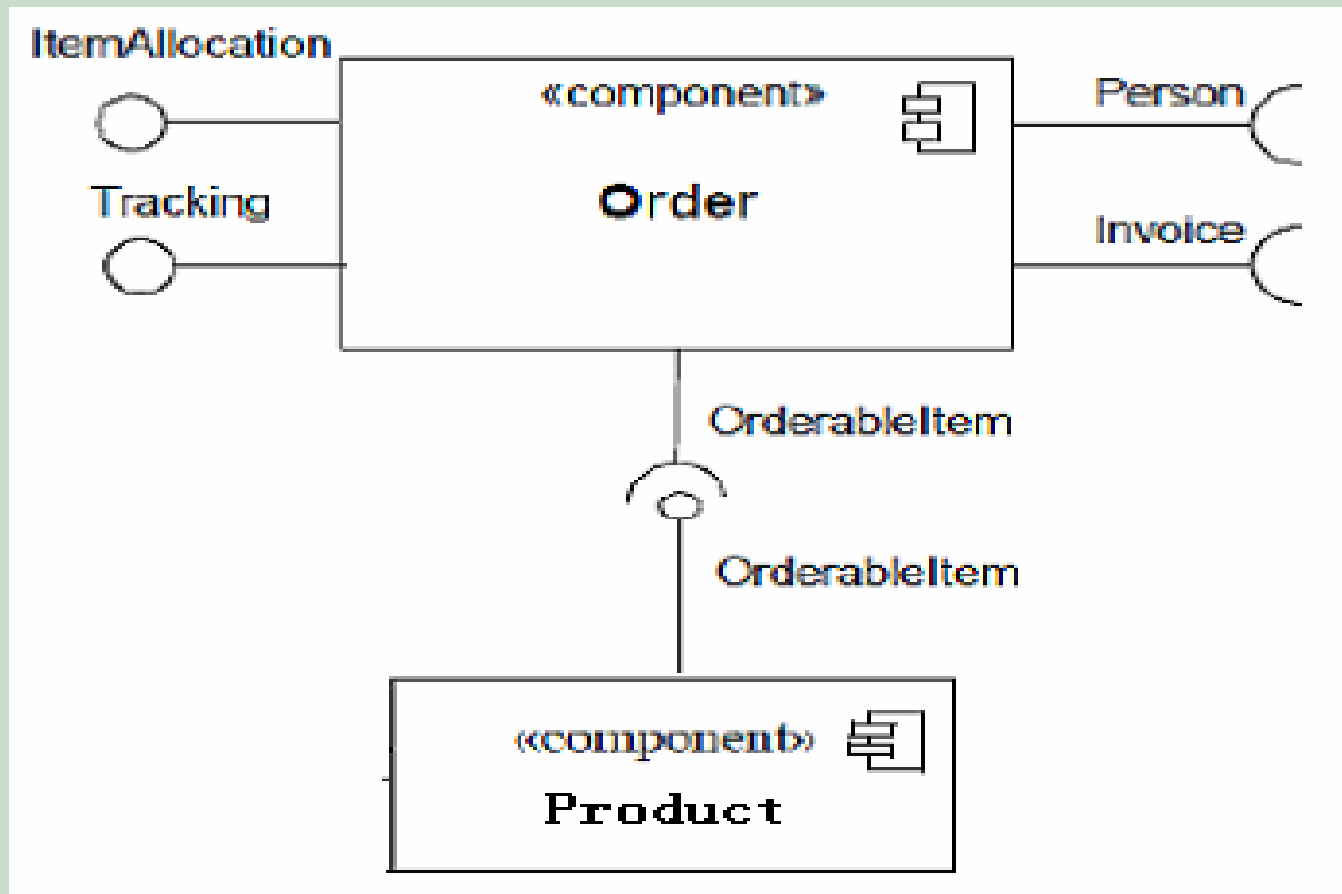 ItemAllocation
«component»
Person
Tracking
Order
Invoice
OrderableItem
OrderableItem
«component»
Product